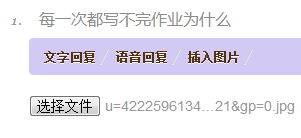 1. 每一次都写不完作业为什么
文字回复 / 语音回复 / 插入图片 /
选择文件 u=4222596134...21&gp=0.jpg